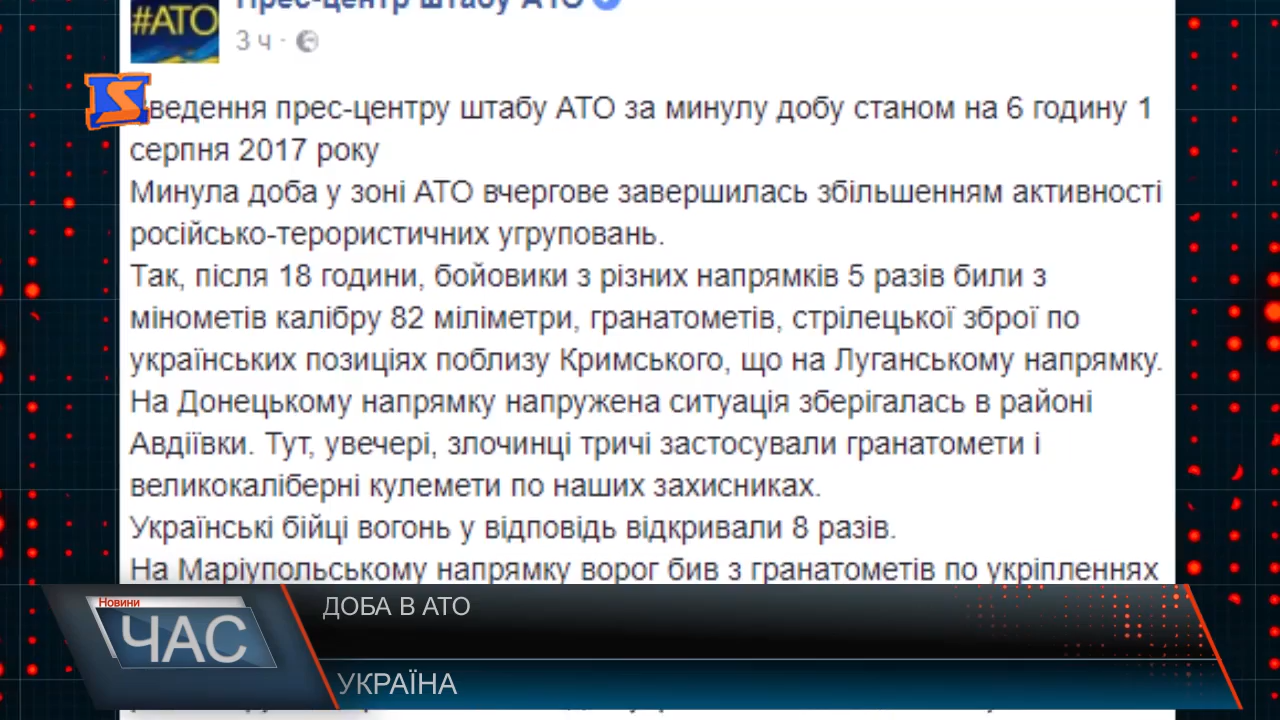 Прес-центр штабу АТО
#АТО
3 ч ·
ведення прес-центру штабу АТО за минулу добу станом на 6 годину 1
серпня 2017 року
Минула доба у зоні АТО вчергове завершилась збільшенням активності
російсько-терористичних угруповань.
Так, після 18 години, бойовики з різних напрямків 5 разів били з
мінометів калібру 82 міліметри, гранатометів, стрілецької зброї по
українських позиціях поблизу Кримського, що на Луганському напрямку.
На Донецькому напрямку напружена ситуація зберігалась в районі
Авдіївки. Тут, увечері, злочинці тричі застосували гранатомети і
великокаліберні кулемети по наших захисниках.
Українські бійці вогонь у відповідь відкривали 8 разів.
На Маріупольському напрямку ворог бив з гранатометів по укріпленнях
Новини
ЧАС
ДОБА В АТО
УКРАЇНА